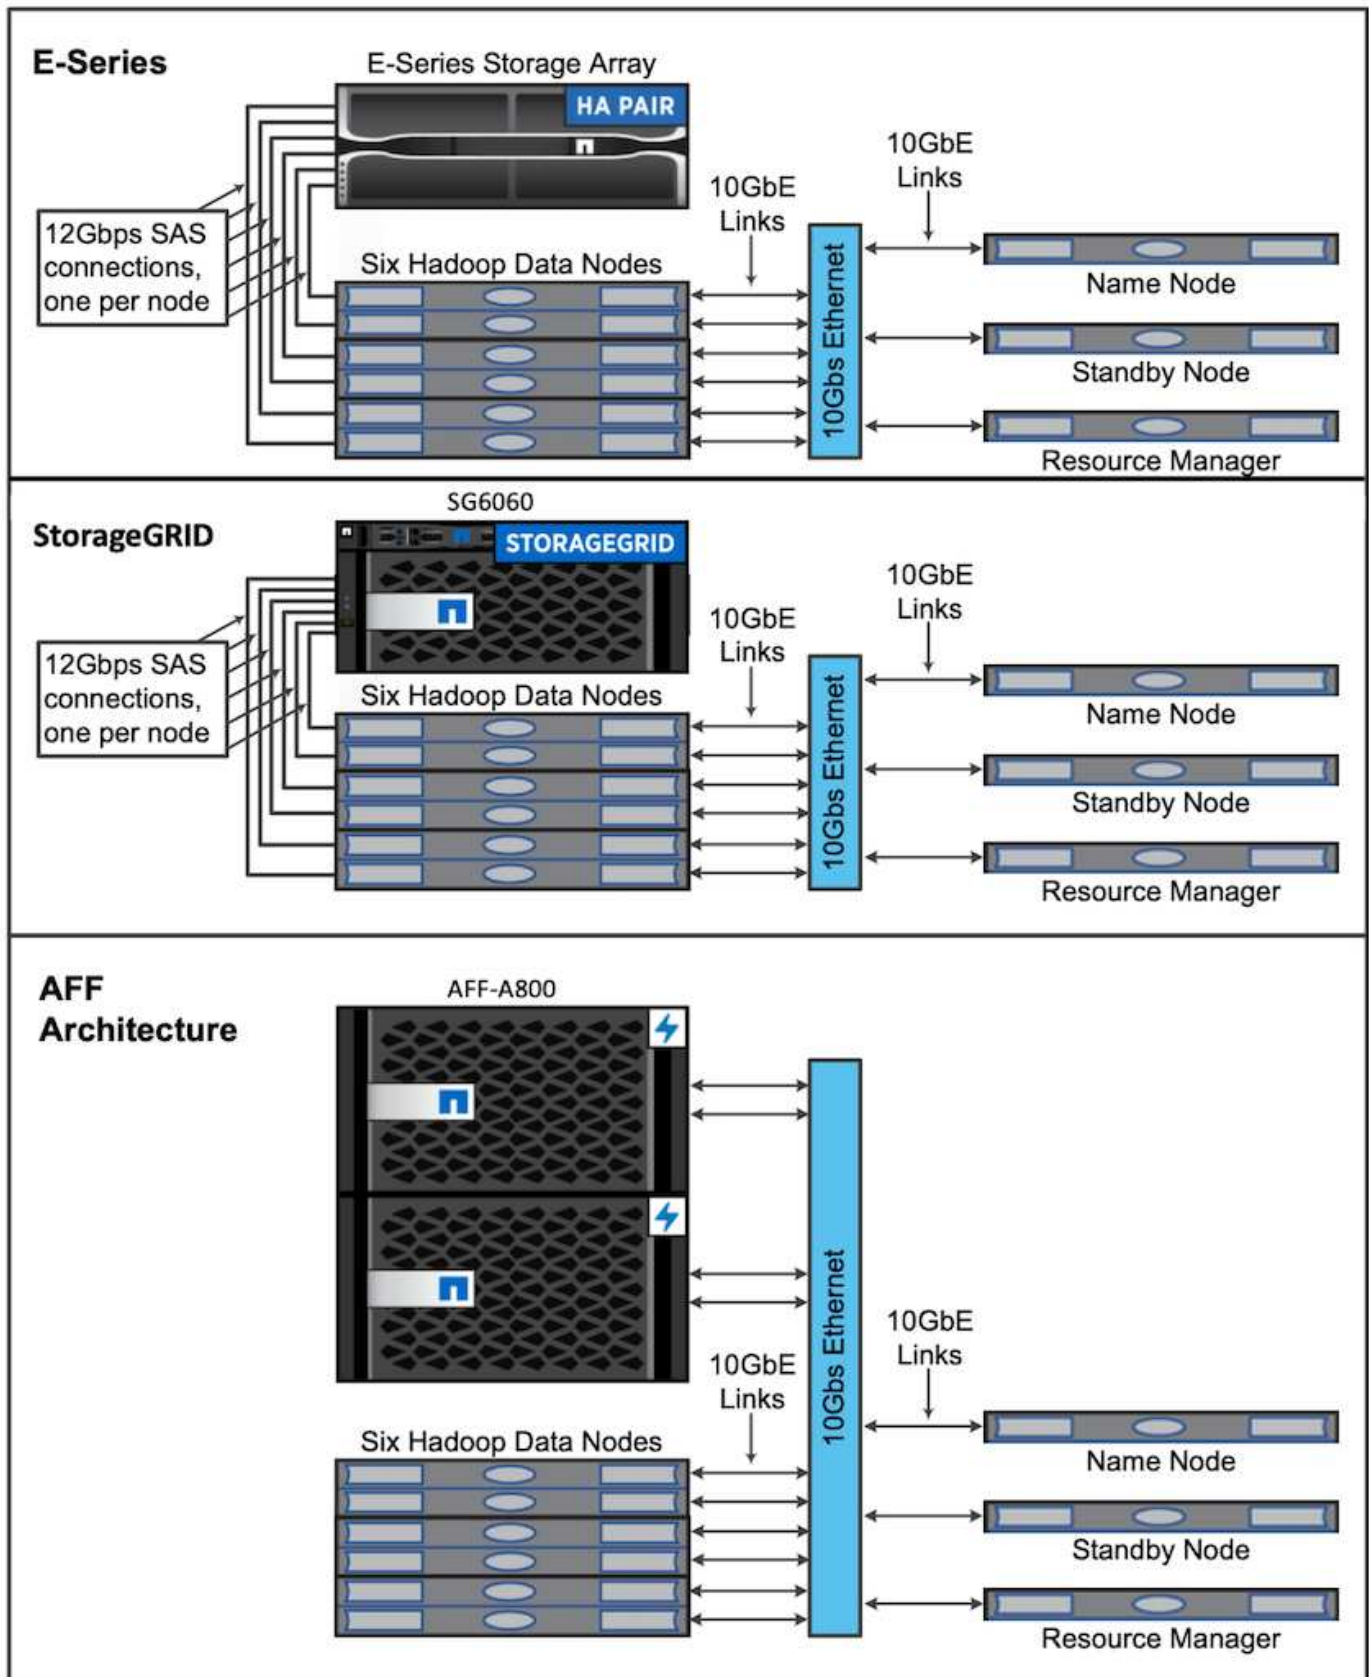 E-Series
E-Series Storage Array
HA PAIR
10GbE
Links
10GbE
Links
12Gbps SAS
connections,
one per node
Six Hadoop Data Nodes
10Gbs Ethernet
Name Node
Standby Node
Resource Manager
StorageGRID
SG6060
STORAGEGRID
10GbE
Links
10GbE
Links
12Gbps SAS
connections,
one per node
Six Hadoop Data Nodes
10Gbs Ethernet
Name Node
Standby Node
Resource Manager
AFF
Architecture
AFF-A800
10Gbs Ethernet
10GbE
Links
10GbE
Links
Six Hadoop Data Nodes
Name Node
Standby Node
Resource Manager